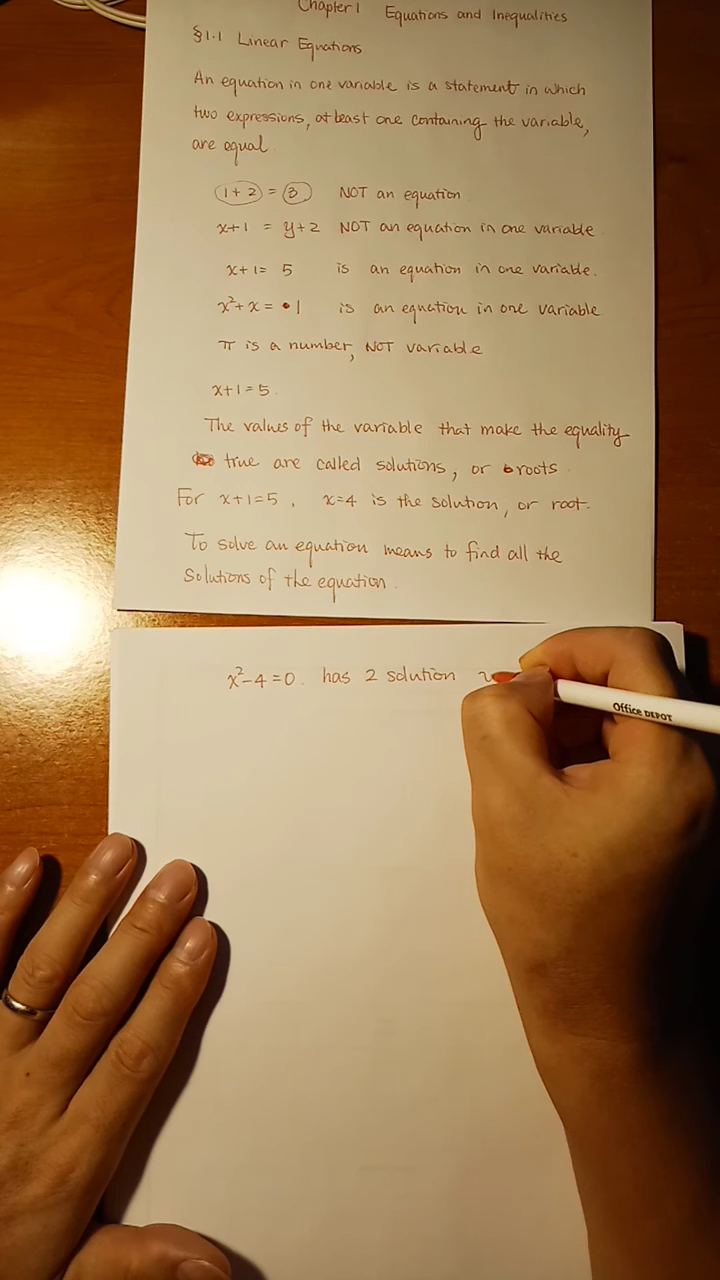 Chapter 1 Equations and Inequalities
§1.1 Linear Equations
An equation in one variable is a statement in which
two expressions, at least one containing the variable,
are equal.
1 + 2 = 3 NOT an equation
x+1 = y+2 NOT an equation in one variable.
x+1 = 5 is an equation in one variable.
x²+x = 1 is an equation in one variable
π is a number, NOT variable
x+1=5.
The values of the variable that make the equality
true are called solutions, or roots.
For x+1=5, x=4 is the solution, or root.
To solve an equation means to find all the
solutions of the equation.
x²-4=0. has 2 solution
Office DEPOT